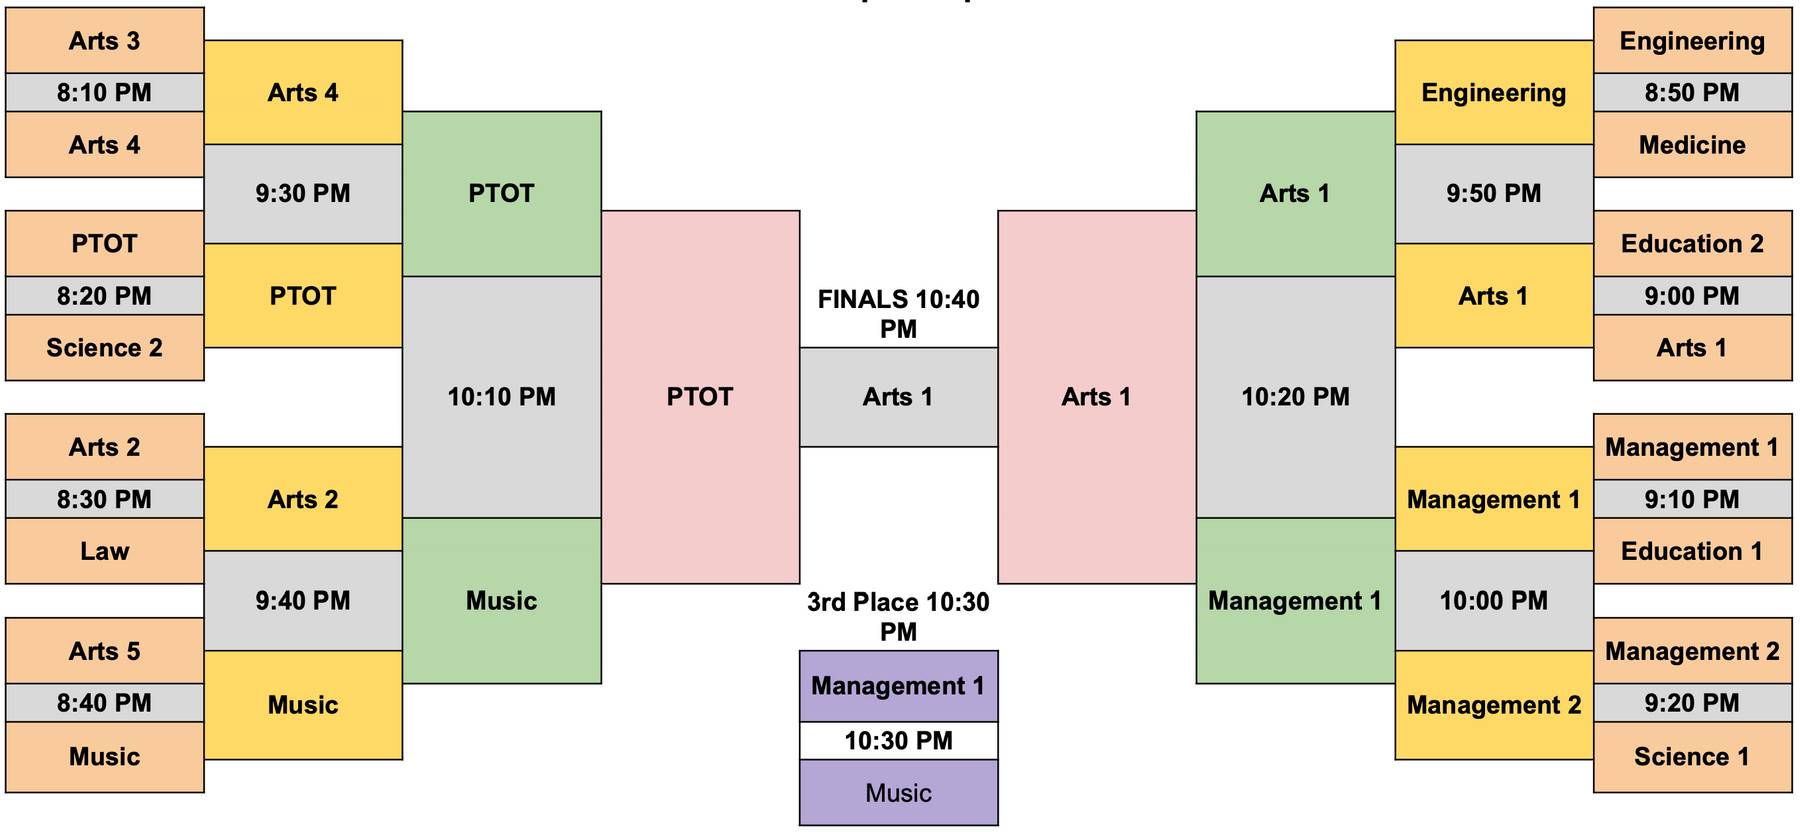 Arts 3
8:10 PM
Arts 4
PTOT
8:20 PM
Science 2
Arts 2
8:30 PM
Law
Arts 5
8:40 PM
Music
Arts 4
9:30 PM
PTOT
Arts 2
9:40 PM
Music
PTOT
10:10 PM
Music
PTOT
FINALS 10:40
PM
Arts 1
3rd Place 10:30
PM
Management 1
10:30 PM
Music
Arts 1
Arts 1
10:20 PM
Management 1
Engineering
9:50 PM
Arts 1
Management 1
10:00 PM
Management 2
Engineering
8:50 PM
Medicine
Education 2
9:00 PM
Arts 1
Management 1
9:10 PM
Education 1
Management 2
9:20 PM
Science 1